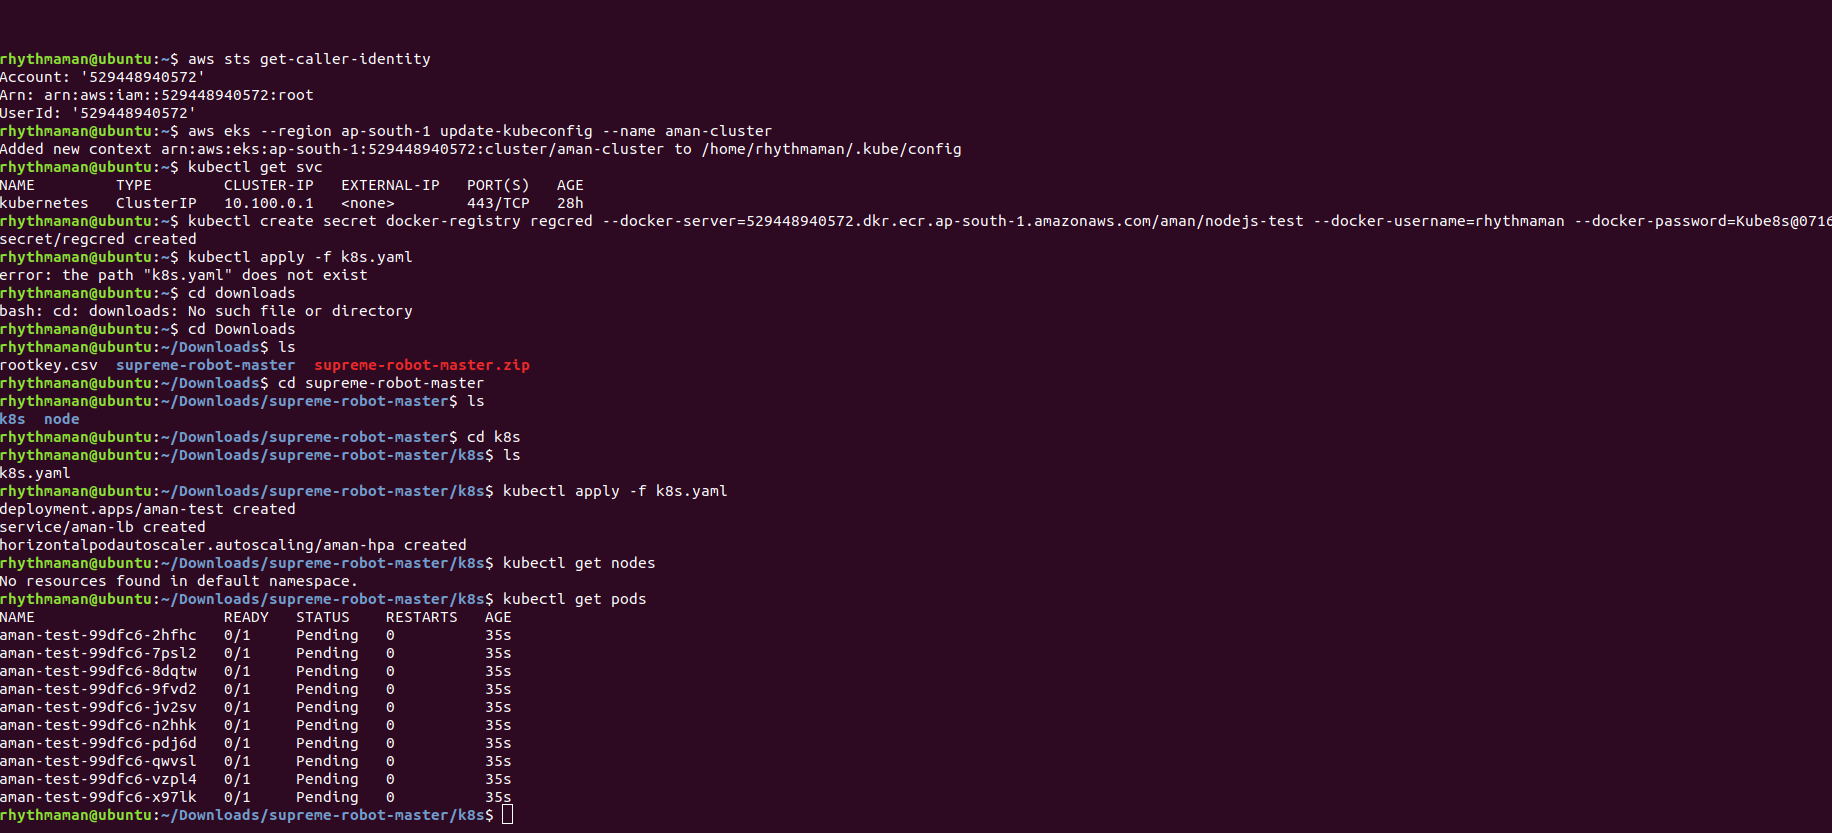 rhythmaman@ubuntu:~$ aws sts get-caller-identity
Account: '529448940572'
Arn: arn:aws:iam::529448940572:root
UserId: '529448940572'
rhythmaman@ubuntu:~$ aws eks --region ap-south-1 update-kubeconfig --name aman-cluster
Added new context arn:aws:eks:ap-south-1:529448940572:cluster/aman-cluster to /home/rhythmaman/.kube/config
rhythmaman@ubuntu:~$ kubectl get svc
NAME         TYPE        CLUSTER-IP   EXTERNAL-IP   PORT(S)   AGE
kubernetes   ClusterIP   10.100.0.1   <none>        443/TCP   28h
rhythmaman@ubuntu:~$ kubectl create secret docker-registry regcred --docker-server=529448940572.dkr.ecr.ap-south-1.amazonaws.com/aman/nodejs-test --docker-username=rhythmaman --docker-password=Kube8s@0716
secret/regcred created
rhythmaman@ubuntu:~$ kubectl apply -f k8s.yaml
error: the path "k8s.yaml" does not exist
rhythmaman@ubuntu:~$ cd downloads
bash: cd: downloads: No such file or directory
rhythmaman@ubuntu:~$ cd Downloads
rhythmaman@ubuntu:~/Downloads$ ls
rootkey.csv  supreme-robot-master  supreme-robot-master.zip
rhythmaman@ubuntu:~/Downloads$ cd supreme-robot-master
rhythmaman@ubuntu:~/Downloads/supreme-robot-master$ ls
k8s  node
rhythmaman@ubuntu:~/Downloads/supreme-robot-master$ cd k8s
rhythmaman@ubuntu:~/Downloads/supreme-robot-master/k8s$ ls
k8s.yaml
rhythmaman@ubuntu:~/Downloads/supreme-robot-master/k8s$ kubectl apply -f k8s.yaml
deployment.apps/aman-test created
service/aman-lb created
horizontalpodautoscaler.autoscaling/aman-hpa created
rhythmaman@ubuntu:~/Downloads/supreme-robot-master/k8s$ kubectl get nodes
No resources found in default namespace.
rhythmaman@ubuntu:~/Downloads/supreme-robot-master/k8s$ kubectl get pods
NAME                     READY   STATUS    RESTARTS   AGE
aman-test-99dfc6-2hfhc   0/1     Pending   0          35s
aman-test-99dfc6-7psl2   0/1     Pending   0          35s
aman-test-99dfc6-8dqtw   0/1     Pending   0          35s
aman-test-99dfc6-9fvd2   0/1     Pending   0          35s
aman-test-99dfc6-jv2sv   0/1     Pending   0          35s
aman-test-99dfc6-n2hhk   0/1     Pending   0          35s
aman-test-99dfc6-pdj6d   0/1     Pending   0          35s
aman-test-99dfc6-qwvsl   0/1     Pending   0          35s
aman-test-99dfc6-vzpl4   0/1     Pending   0          35s
aman-test-99dfc6-x97lk   0/1     Pending   0          35s
rhythmaman@ubuntu:~/Downloads/supreme-robot-master/k8s$